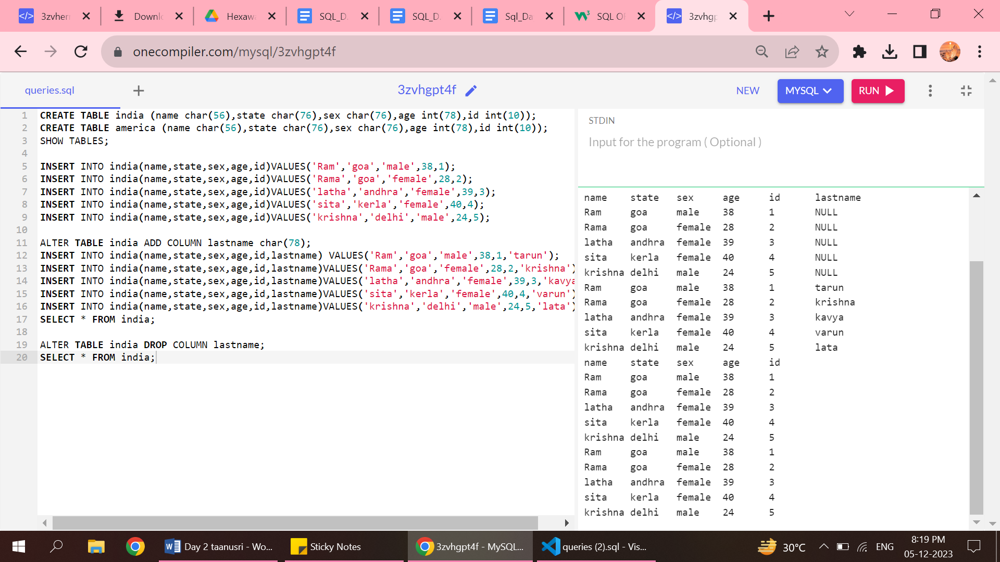 3zvher
Downl
Hexawa
SQL_D
SQL_D
Sql_Da
SQL O
3zvhgp
onecompiler.com/mysql/3zvhgpt4f
queries.sql
3zvhgpt4f
NEW
MYSQL
RUN
1 CREATE TABLE india (name char(56),state char(76),sex char(76),age int(78),id int(10));
2 CREATE TABLE america (name char(56),state char(76),sex char(76),age int(78),id int(10));
3 SHOW TABLES;
4
5 INSERT INTO india(name,state,sex,age,id)VALUES('Ram','goa','male',38,1);
6 INSERT INTO india(name,state,sex,age,id)VALUES('Rama','goa','female',28,2);
7 INSERT INTO india(name,state,sex,age,id)VALUES('latha','andhra','female',39,3);
8 INSERT INTO india(name,state,sex,age,id)VALUES('sita','kerla','female',40,4);
9 INSERT INTO india(name,state,sex,age,id)VALUES('krishna','delhi','male',24,5);
10
11 ALTER TABLE india ADD COLUMN lastname char(78);
12 INSERT INTO india(name,state,sex,age,id,lastname) VALUES('Ram','goa','male',38,1,'tarun');
13 INSERT INTO india(name,state,sex,age,id,lastname)VALUES('Rama','goa','female',28,2,'krishna')
14 INSERT INTO india(name,state,sex,age,id,lastname)VALUES('latha','andhra','female',39,3,'kavya
15 INSERT INTO india(name,state,sex,age,id,lastname)VALUES('sita','kerla','female',40,4,'varun')
16 INSERT INTO india(name,state,sex,age,id,lastname)VALUES('krishna','delhi','male',24,5,'lata')
17 SELECT * FROM india;
18
19 ALTER TABLE india DROP COLUMN lastname;
20 SELECT * FROM india;
STDIN
Input for the program ( Optional )
name state sex age id lastname
Ram goa male 38 1 NULL
Rama goa female 28 2 NULL
latha andhra female 39 3 NULL
sita kerla female 40 4 NULL
krishna delhi male 24 5 NULL
Ram goa male 38 1 tarun
Rama goa female 28 2 krishna
latha andhra female 39 3 kavya
sita kerla female 40 4 varun
krishna delhi male 24 5 lata
name state sex age id
Ram goa male 38 1
Rama goa female 28 2
latha andhra female 39 3
sita kerla female 40 4
krishna delhi male 24 5
Ram goa male 38 1
Rama goa female 28 2
latha andhra female 39 3
sita kerla female 40 4
krishna delhi male 24 5
Day 2 taanusri - Wo...
Sticky Notes
3zvhgpt4f - MySQL...
queries (2).sql - Vis...
30°C
ENG
8:19 PM
05-12-2023